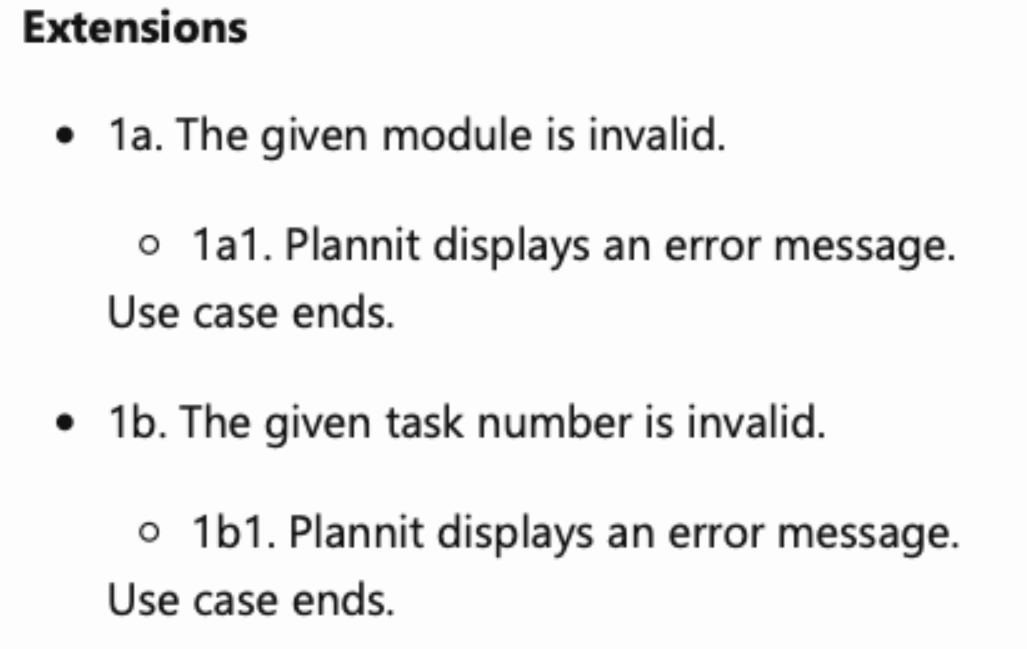 Extensions
• 1a. The given module is invalid.
○ 1a1. Plannit displays an error message.
Use case ends.
• 1b. The given task number is invalid.
○ 1b1. Plannit displays an error message.
Use case ends.